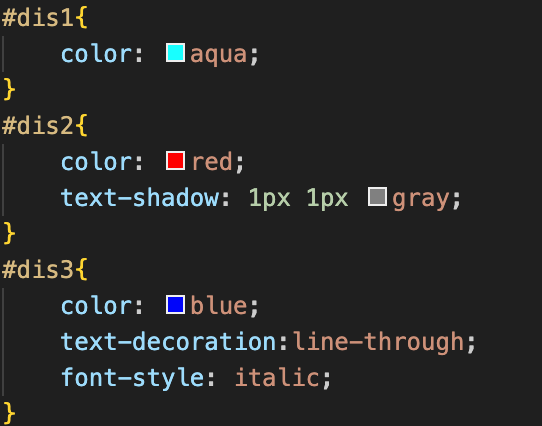 #dis1{
    color: aqua;
}
#dis2{
    color: red;
    text-shadow: 1px 1px gray;
}
#dis3{
    color: blue;
    text-decoration:line-through;
    font-style: italic;
}